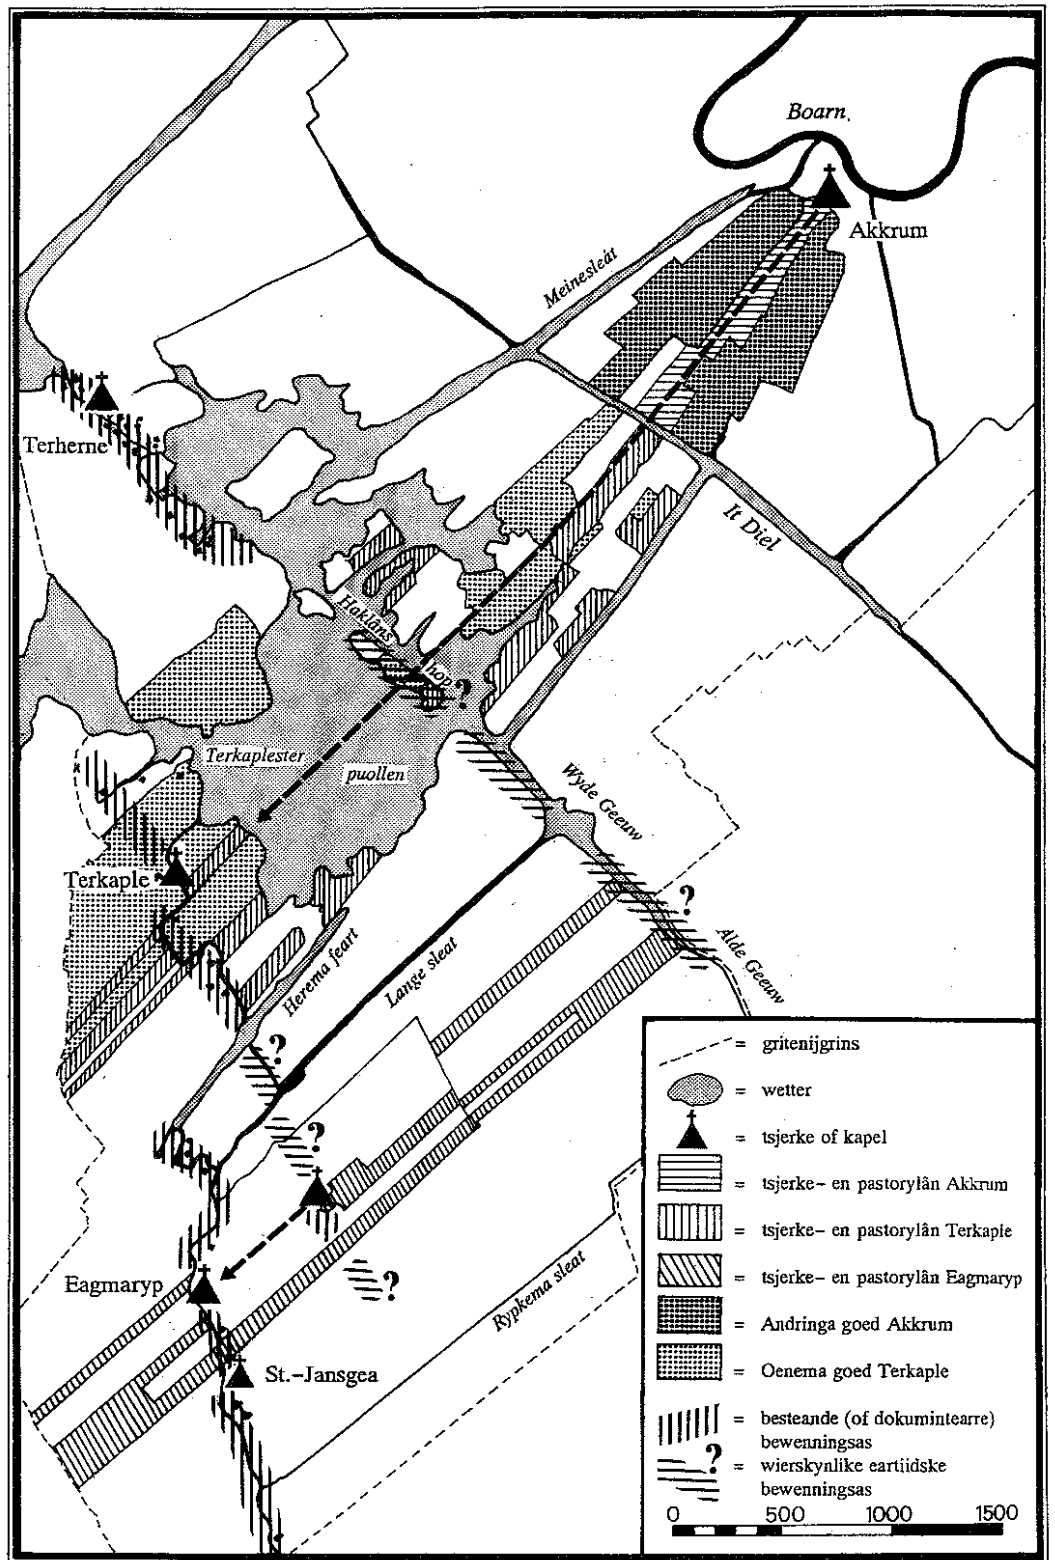 Boarn.
Akkrum
Meinesleát
Terherne
It Diel
Haklâns
hop
?
Terkaplester
puollen
Wyde Geeuw
Terkaple
?
Alde Geeuw
Herema feart
Lange sleat
?
?
?
Eagmaryp
Rypkema sleat
St.-Jansgea
= gritenijgrins
= wetter
= tsjerke of kapel
= tsjerke- en pastorylân Akkrum
= tsjerke- en pastorylân Terkaple
= tsjerke- en pastorylân Eagmaryp
= Andringa goed Akkrum
= Oenema goed Terkaple
= besteande (of dokumintearre)
bewenningsas
? = wierskynlike eartiidske
bewenningsas
0 500 1000 1500